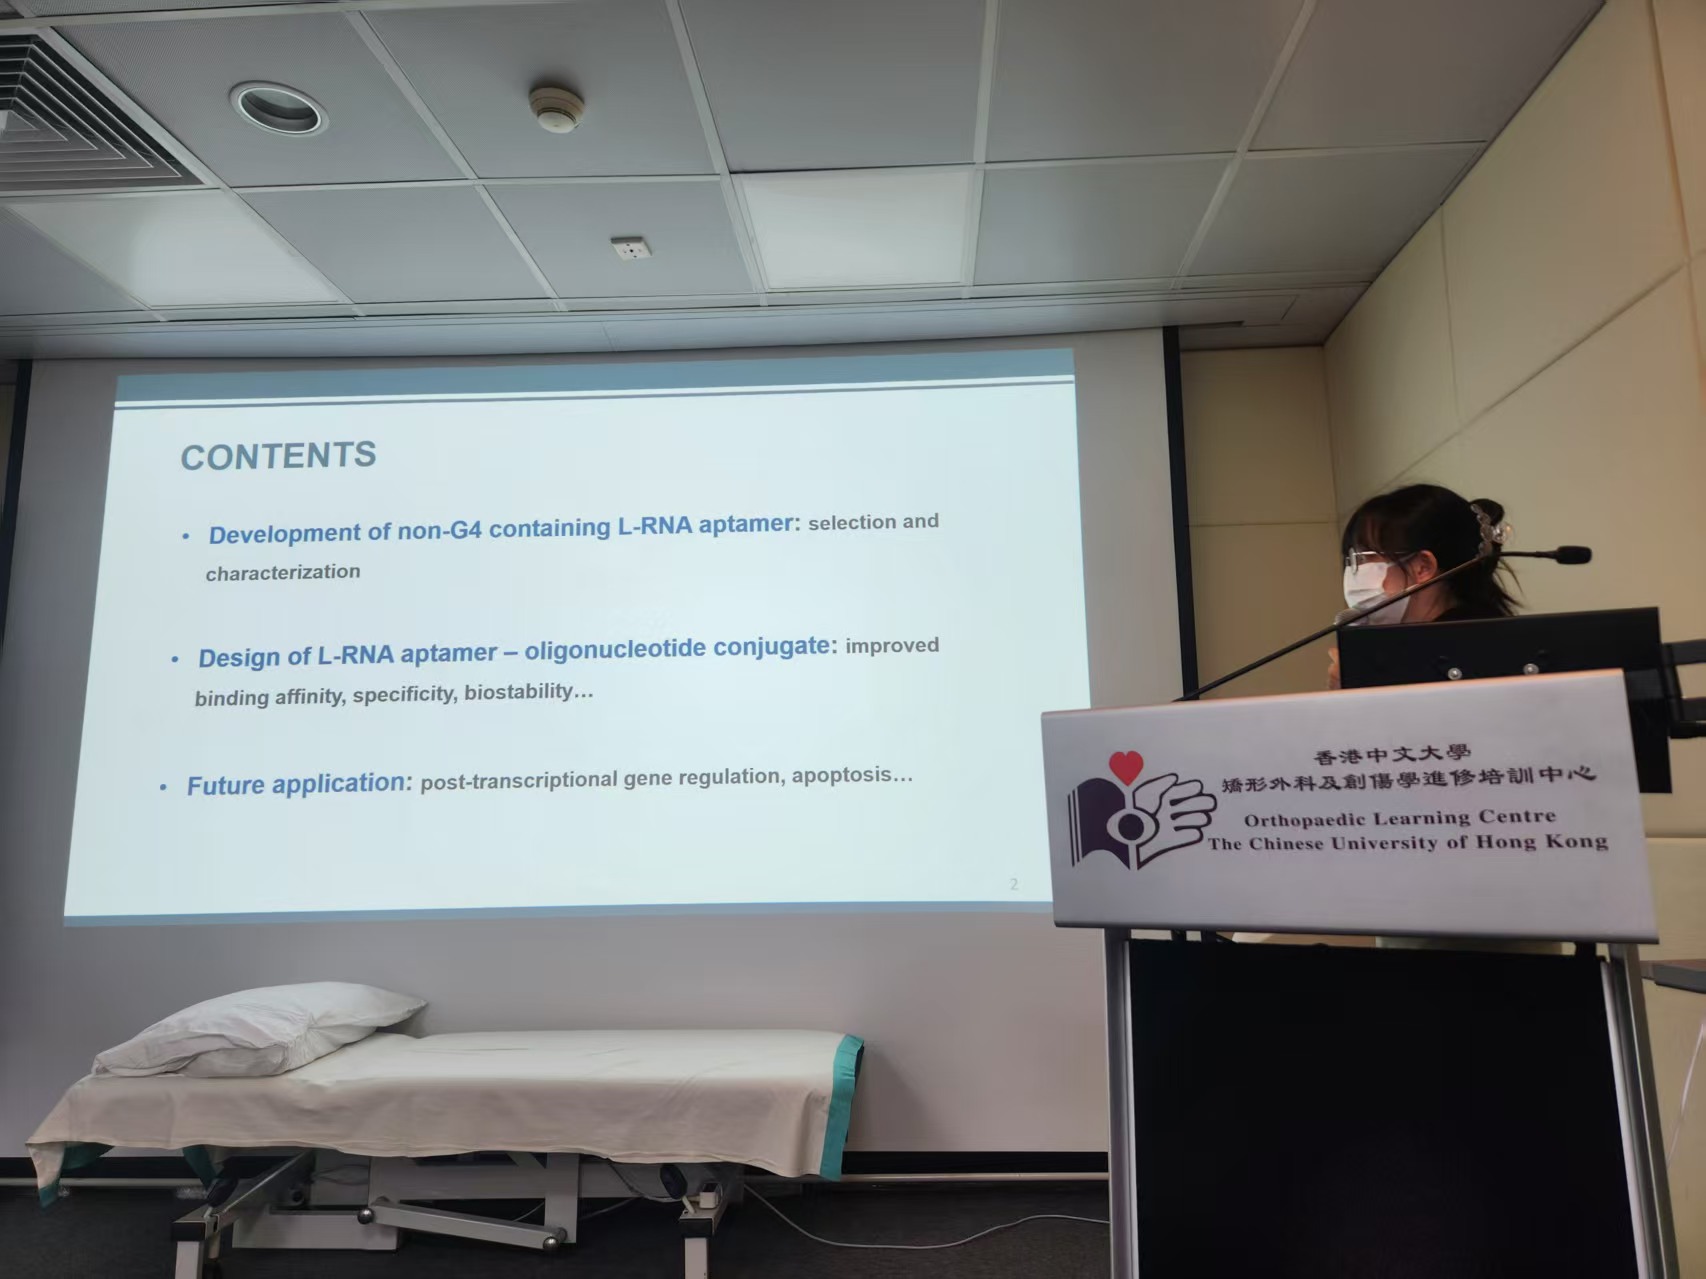 CONTENTS
• Development of non-G4 containing L-RNA aptamer: selection and
characterization
• Design of L-RNA aptamer – oligonucleotide conjugate: improved
binding affinity, specificity, biostability…
• Future application: post-transcriptional gene regulation, apoptosis…
2
香港中文大學
矯形外科及創傷學進修培訓中心
Orthopaedic Learning Centre
The Chinese University of Hong Kong